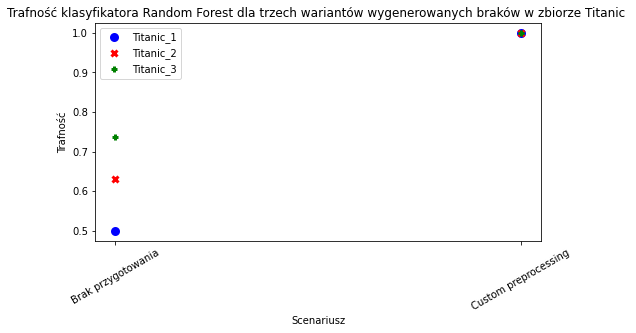 Trafność klasyfikatora Random Forest dla trzech wariantów wygenerowanych braków w zbiorze Titanic
1.0
0.9
0.8
0.7
0.6
0.5
Trafność
Titanic_1
Titanic_2
Titanic_3
Brak przygotowania
Custom preprocessing
Scenariusz